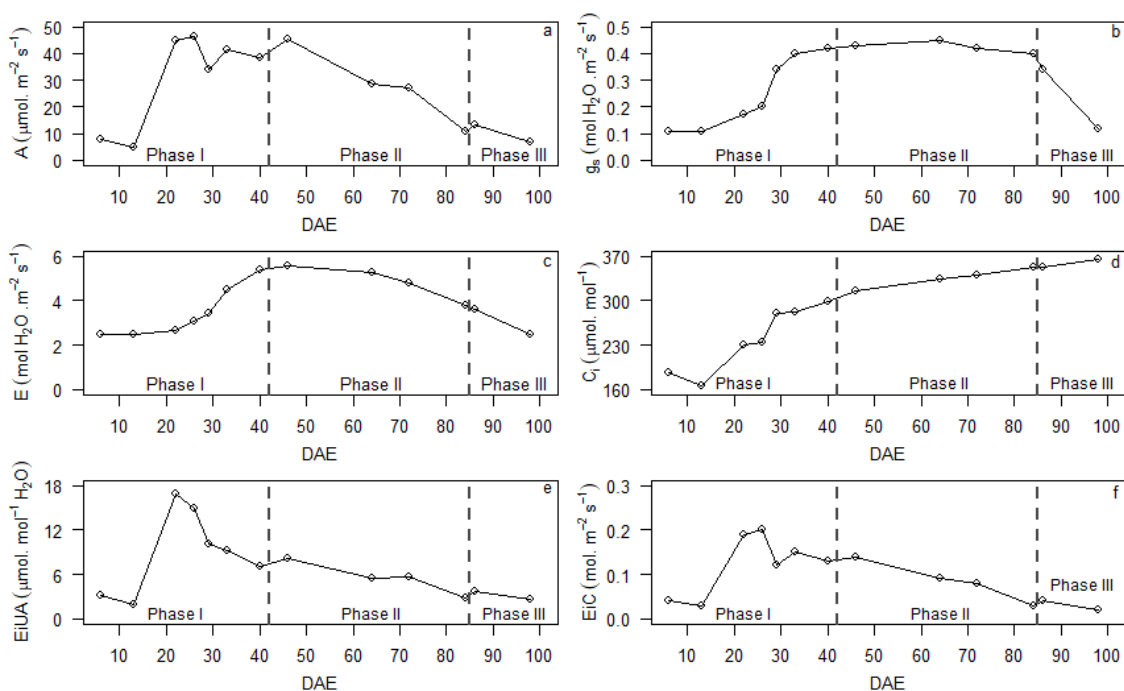 A (μmol. m⁻² s⁻¹)
50
40
30
20
10
0
a
Phase I
Phase II
Phase III
10 20 30 40 50 60 70 80 90 100
DAE
gₛ (mol H₂O .m⁻² s⁻¹)
0.5
0.4
0.3
0.2
0.1
0.0
b
Phase I
Phase II
Phase III
10 20 30 40 50 60 70 80 90 100
DAE
E (mol H₂O .m⁻² s⁻¹)
6
4
2
0
c
Phase I
Phase II
Phase III
10 20 30 40 50 60 70 80 90 100
DAE
Cᵢ (μmol. mol⁻¹)
370
300
230
160
d
Phase I
Phase II
Phase III
10 20 30 40 50 60 70 80 90 100
DAE
EiUA (μmol. mol⁻¹ H₂O)
18
12
6
0
e
Phase I
Phase II
Phase III
10 20 30 40 50 60 70 80 90 100
DAE
EiC (mol. m⁻² s⁻¹)
0.3
0.2
0.1
0.0
f
Phase I
Phase II
Phase III
10 20 30 40 50 60 70 80 90 100
DAE